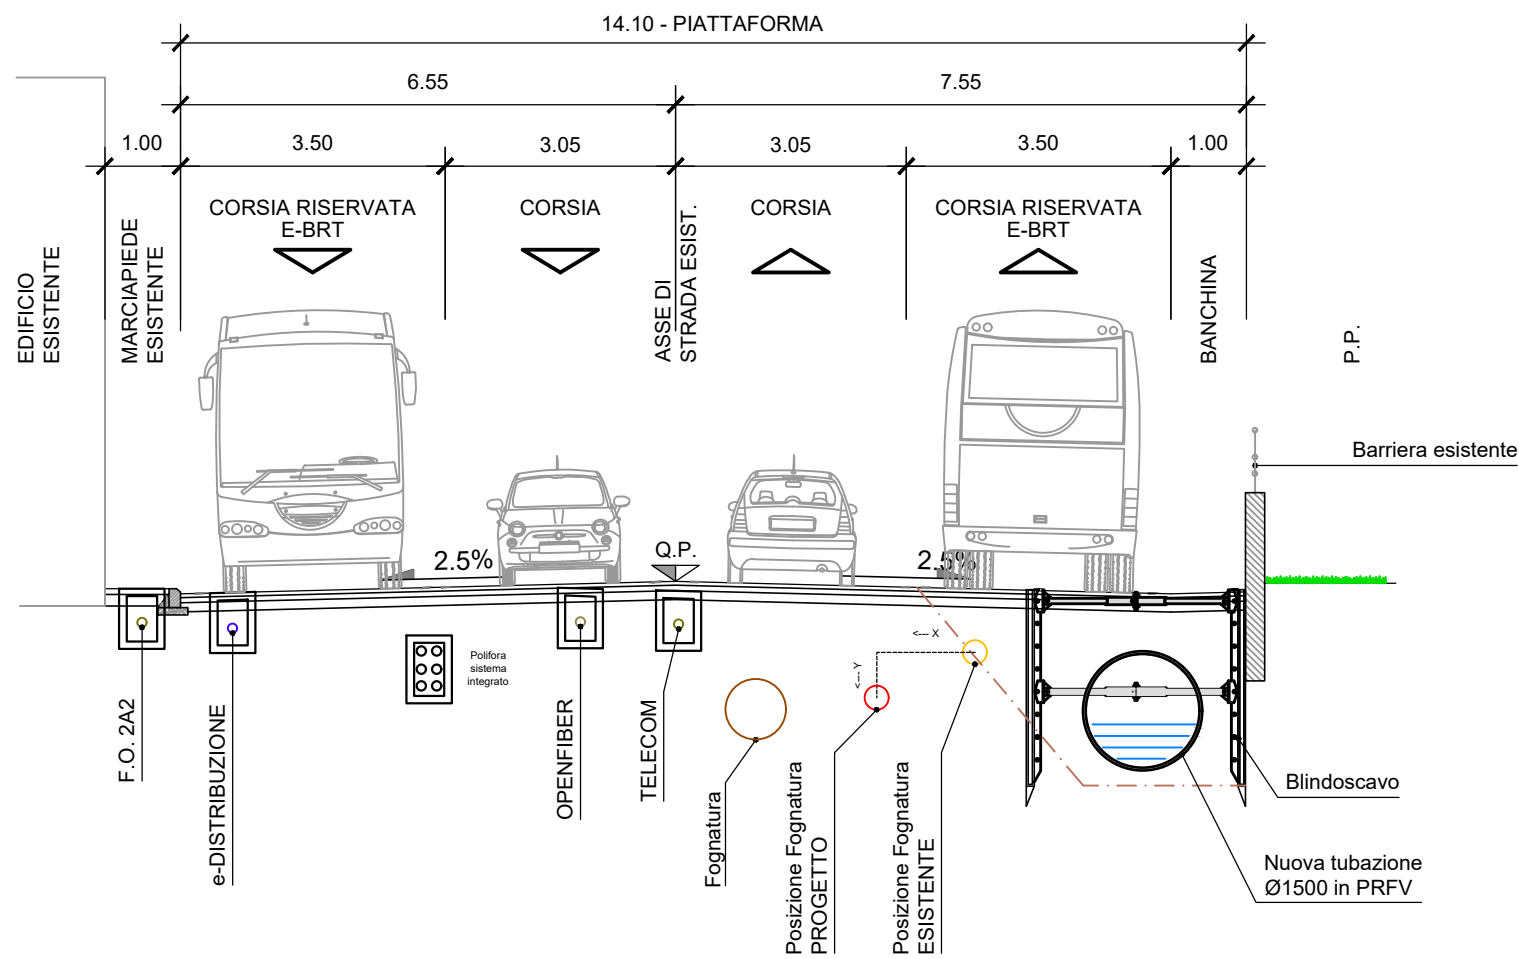 14.10 - PIATTAFORMA
6.55
7.55
1.00
3.50
3.05
3.05
3.50
1.00
EDIFICIO
ESISTENTE
MARCIAPIEDE
ESISTENTE
CORSIA RISERVATA
E-BRT
CORSIA
ASSE DI
STRADA ESIST.
CORSIA
CORSIA RISERVATA
E-BRT
BANCHINA
P.P.
Barriera esistente
2.5%
Q.P.
2.5%
<--- X
<--- Y
Polifora
sistema
integrato
F.O. 2A2
e-DISTRIBUZIONE
OPENFIBER
TELECOM
Fognatura
Posizione Fognatura
PROGETTO
Posizione Fognatura
ESISTENTE
Blindoscavo
Nuova tubazione
Ø1500 in PRFV